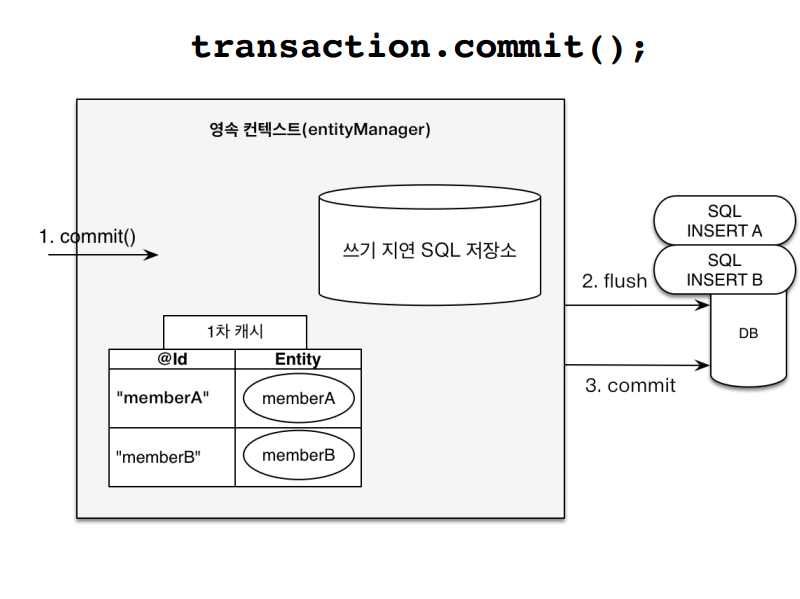 transaction.commit();
영속 컨텍스트(entityManager)
1. commit()
쓰기 지연 SQL 저장소
SQL
INSERT A
SQL
INSERT B
2. flush
DB
3. commit
1차 캐시
@Id Entity
"memberA" memberA
"memberB" memberB